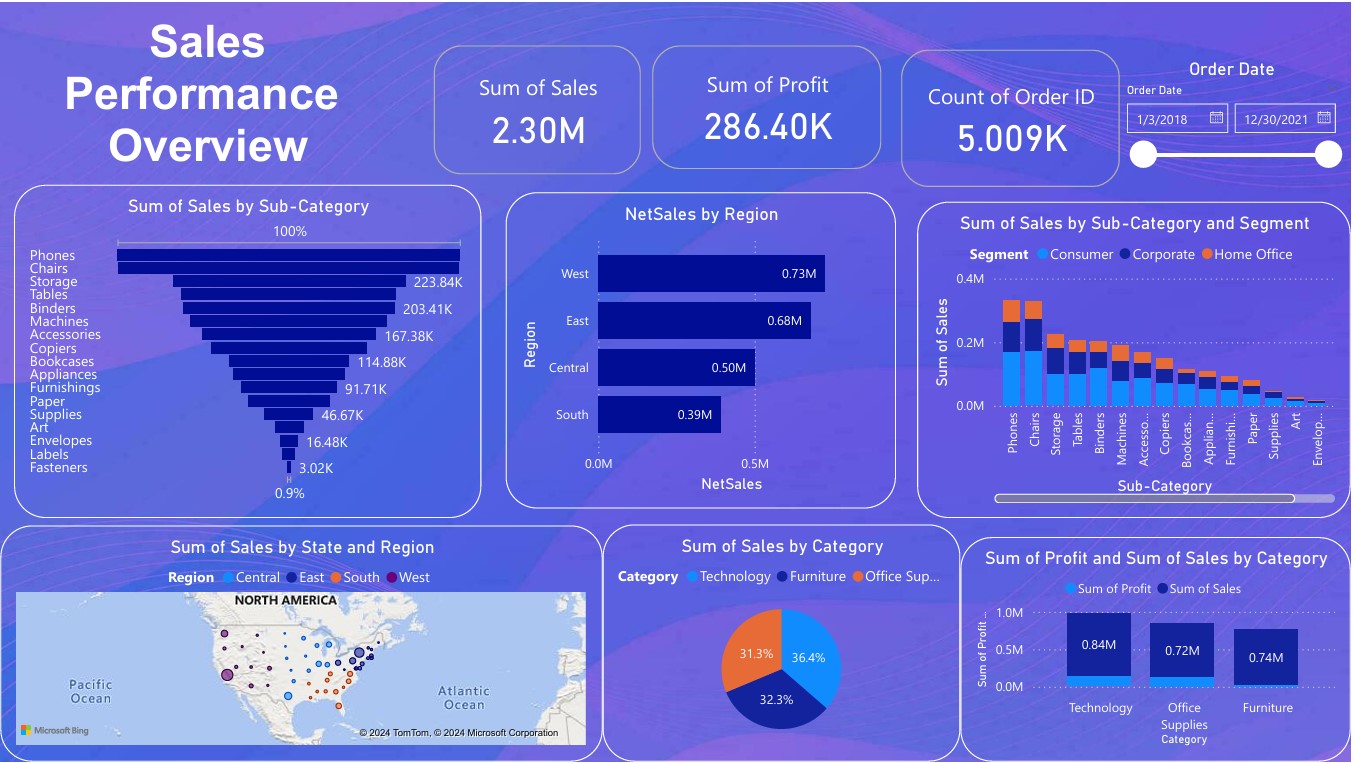 Sales
Performance
Overview
Sum of Sales
2.30M
Sum of Profit
286.40K
Count of Order ID
5.009K
Order Date
Order Date
1/3/2018
12/30/2021
Sum of Sales by Sub-Category
100%
Phones
Chairs
Storage
223.84K
Tables
Binders
203.41K
Machines
Accessories
167.38K
Copiers
Bookcases
114.88K
Appliances
Furnishings
91.71K
Paper
Supplies
46.67K
Art
Envelopes
16.48K
Labels
Fasteners
3.02K
0.9%
NetSales by Region
Region
West
0.73M
East
0.68M
Central
0.50M
South
0.39M
0.0M
0.5M
NetSales
Sum of Sales by Sub-Category and Segment
Segment Consumer Corporate Home Office
Sum of Sales
0.4M
0.2M
0.0M
Phones
Chairs
Storage
Tables
Binders
Machines
Accesso...
Copiers
Bookcas...
Applian...
Furnishi...
Paper
Supplies
Art
Envelop...
Sub-Category
Sum of Sales by State and Region
Region Central East South West
NORTH AMERICA
Pacific
Ocean
Atlantic
Ocean
Microsoft Bing
© 2024 TomTom, © 2024 Microsoft Corporation
Sum of Sales by Category
Category Technology Furniture Office Sup...
31.3%
36.4%
32.3%
Sum of Profit and Sum of Sales by Category
Sum of Profit Sum of Sales
Sum of Profit ...
1.0M
0.5M
0.0M
0.84M
0.72M
0.74M
Technology
Office
Supplies
Furniture
Category